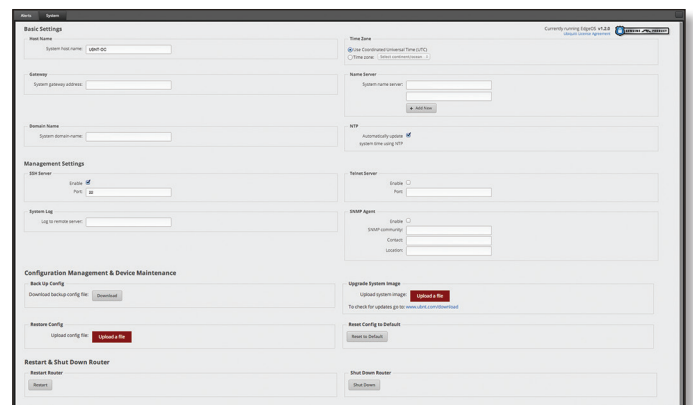 Alerts
System
Basic Settings
Currently running EdgeOS v1.2.0
Ubiquiti License Agreement
Host Name
System host name: UBNT-DC
Time Zone
Use Coordinated Universal Time (UTC)
Time zone: Select continent/ocean
Gateway
System gateway address:
Name Server
System name server:
+ Add New
Domain Name
System domain name:
NTP
Automatically update
system time using NTP
Management Settings
SSH Server
Enable
Port: 22
Telnet Server
Enable
Port:
System Log
Log to remote server:
SNMP Agent
Enable
SNMP community:
Contact:
Location:
Configuration Management & Device Maintenance
Back Up Config
Download backup config file: Download
Upgrade System Image
Upload system image: Upload a file
To check for updates go to: www.ubnt.com/download
Restore Config
Upload config file: Upload a file
Reset Config to Default
Reset to Default
Restart & Shut Down Router
Restart Router
Restart
Shut Down Router
Shut Down